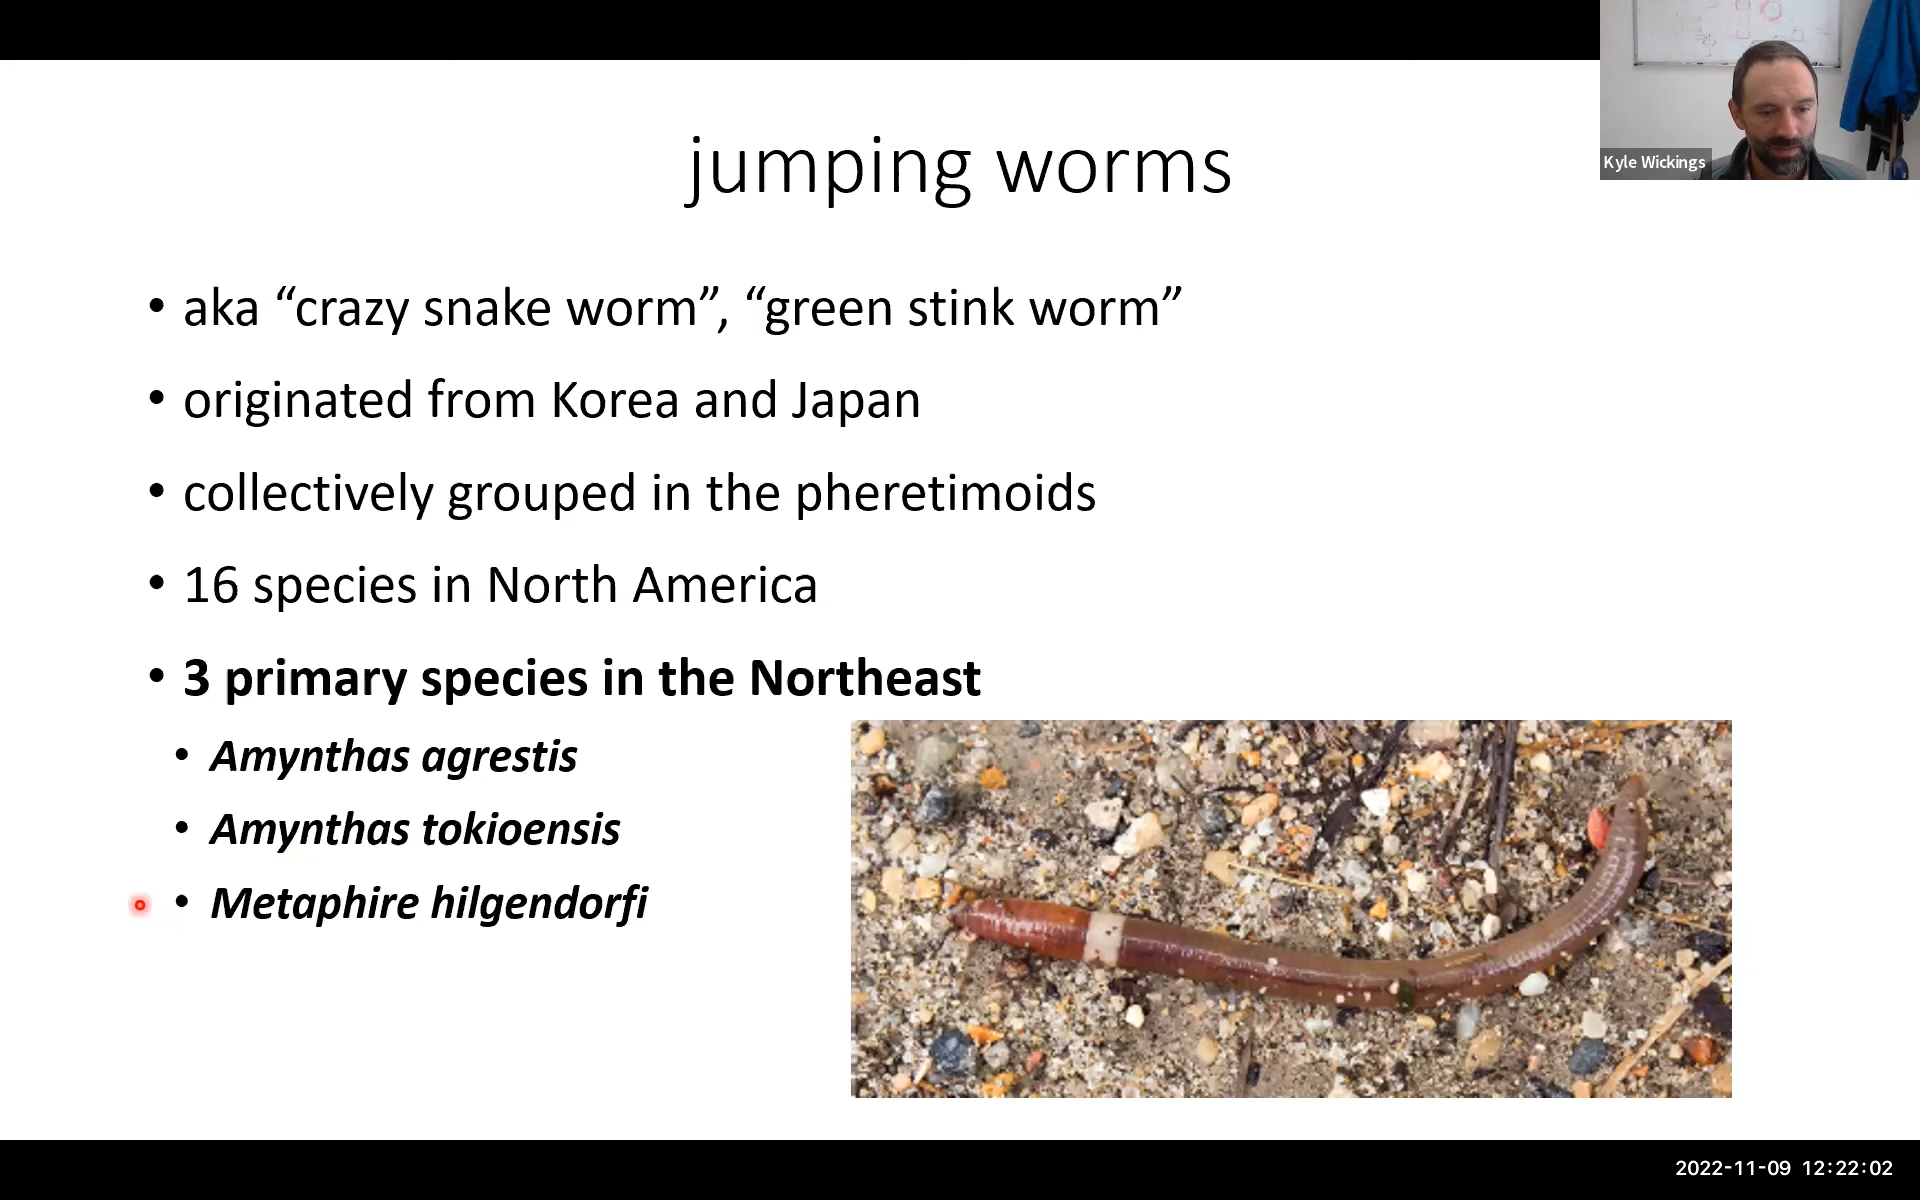 Kyle Wickings
jumping worms
• aka “crazy snake worm”, “green stink worm”
• originated from Korea and Japan
• collectively grouped in the pheretimoids
• 16 species in North America
• 3 primary species in the Northeast
• Amynthas agrestis
• Amynthas tokioensis
• Metaphire hilgendorfi
2022-11-09 12:22:02